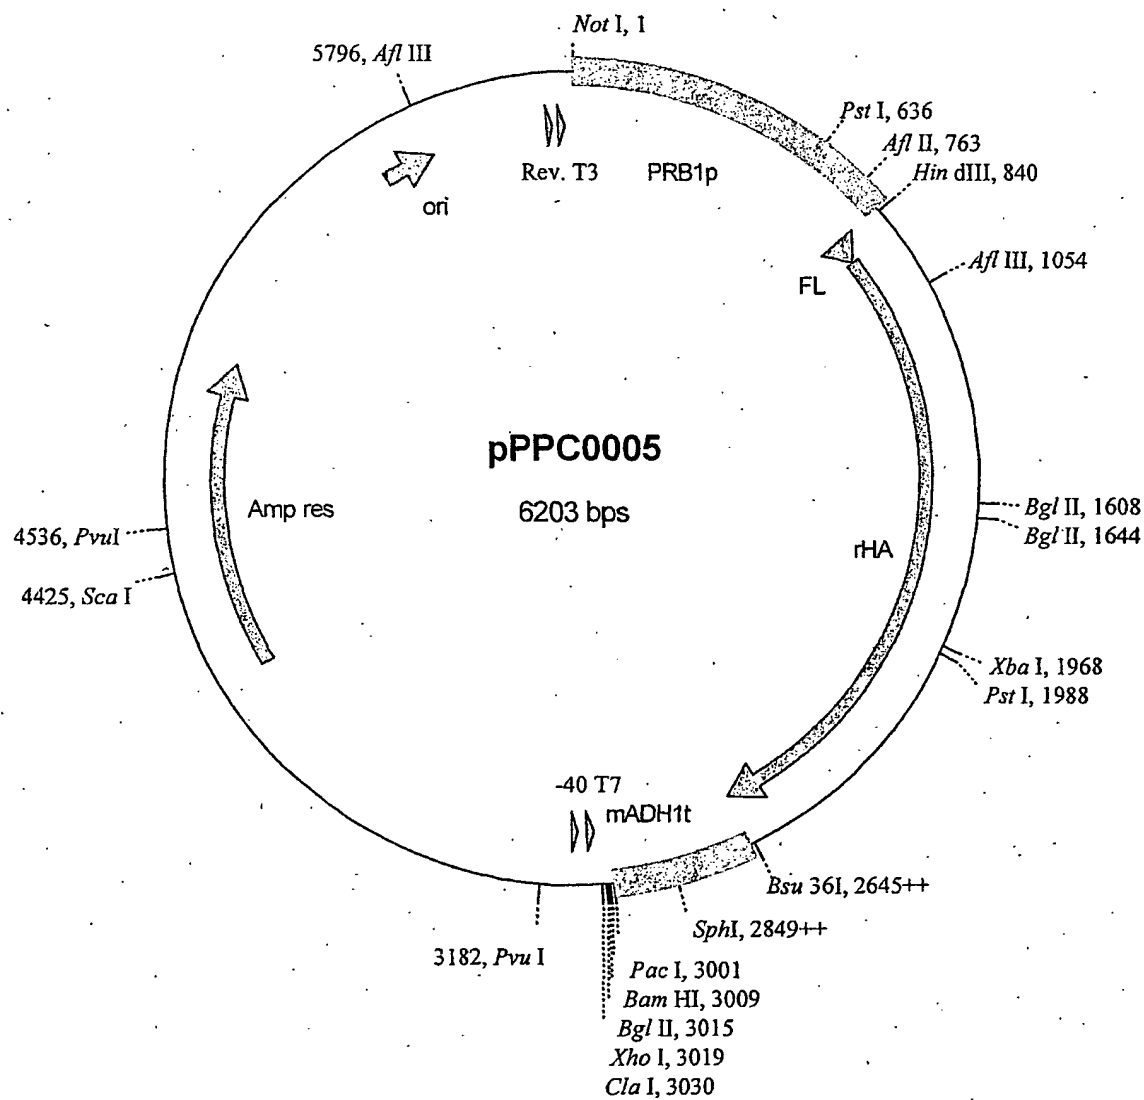 Not I, 1
5796, Afl III
Pst I, 636
Afl II, 763
Hin dIII, 840
Rev. T3
PRB1p
ori
Afl III, 1054
FL
pPPC0005
6203 bps
Amp res
Bgl II, 1608
Bgl II, 1644
4536, PvuI
rHA
4425, Sca I
Xba I, 1968
Pst I, 1988
-40 T7
mADH1t
Bsu 36I, 2645++
SphI, 2849++
3182, Pvu I
Pac I, 3001
Bam HI, 3009
Bgl II, 3015
Xho I, 3019
Cla I, 3030